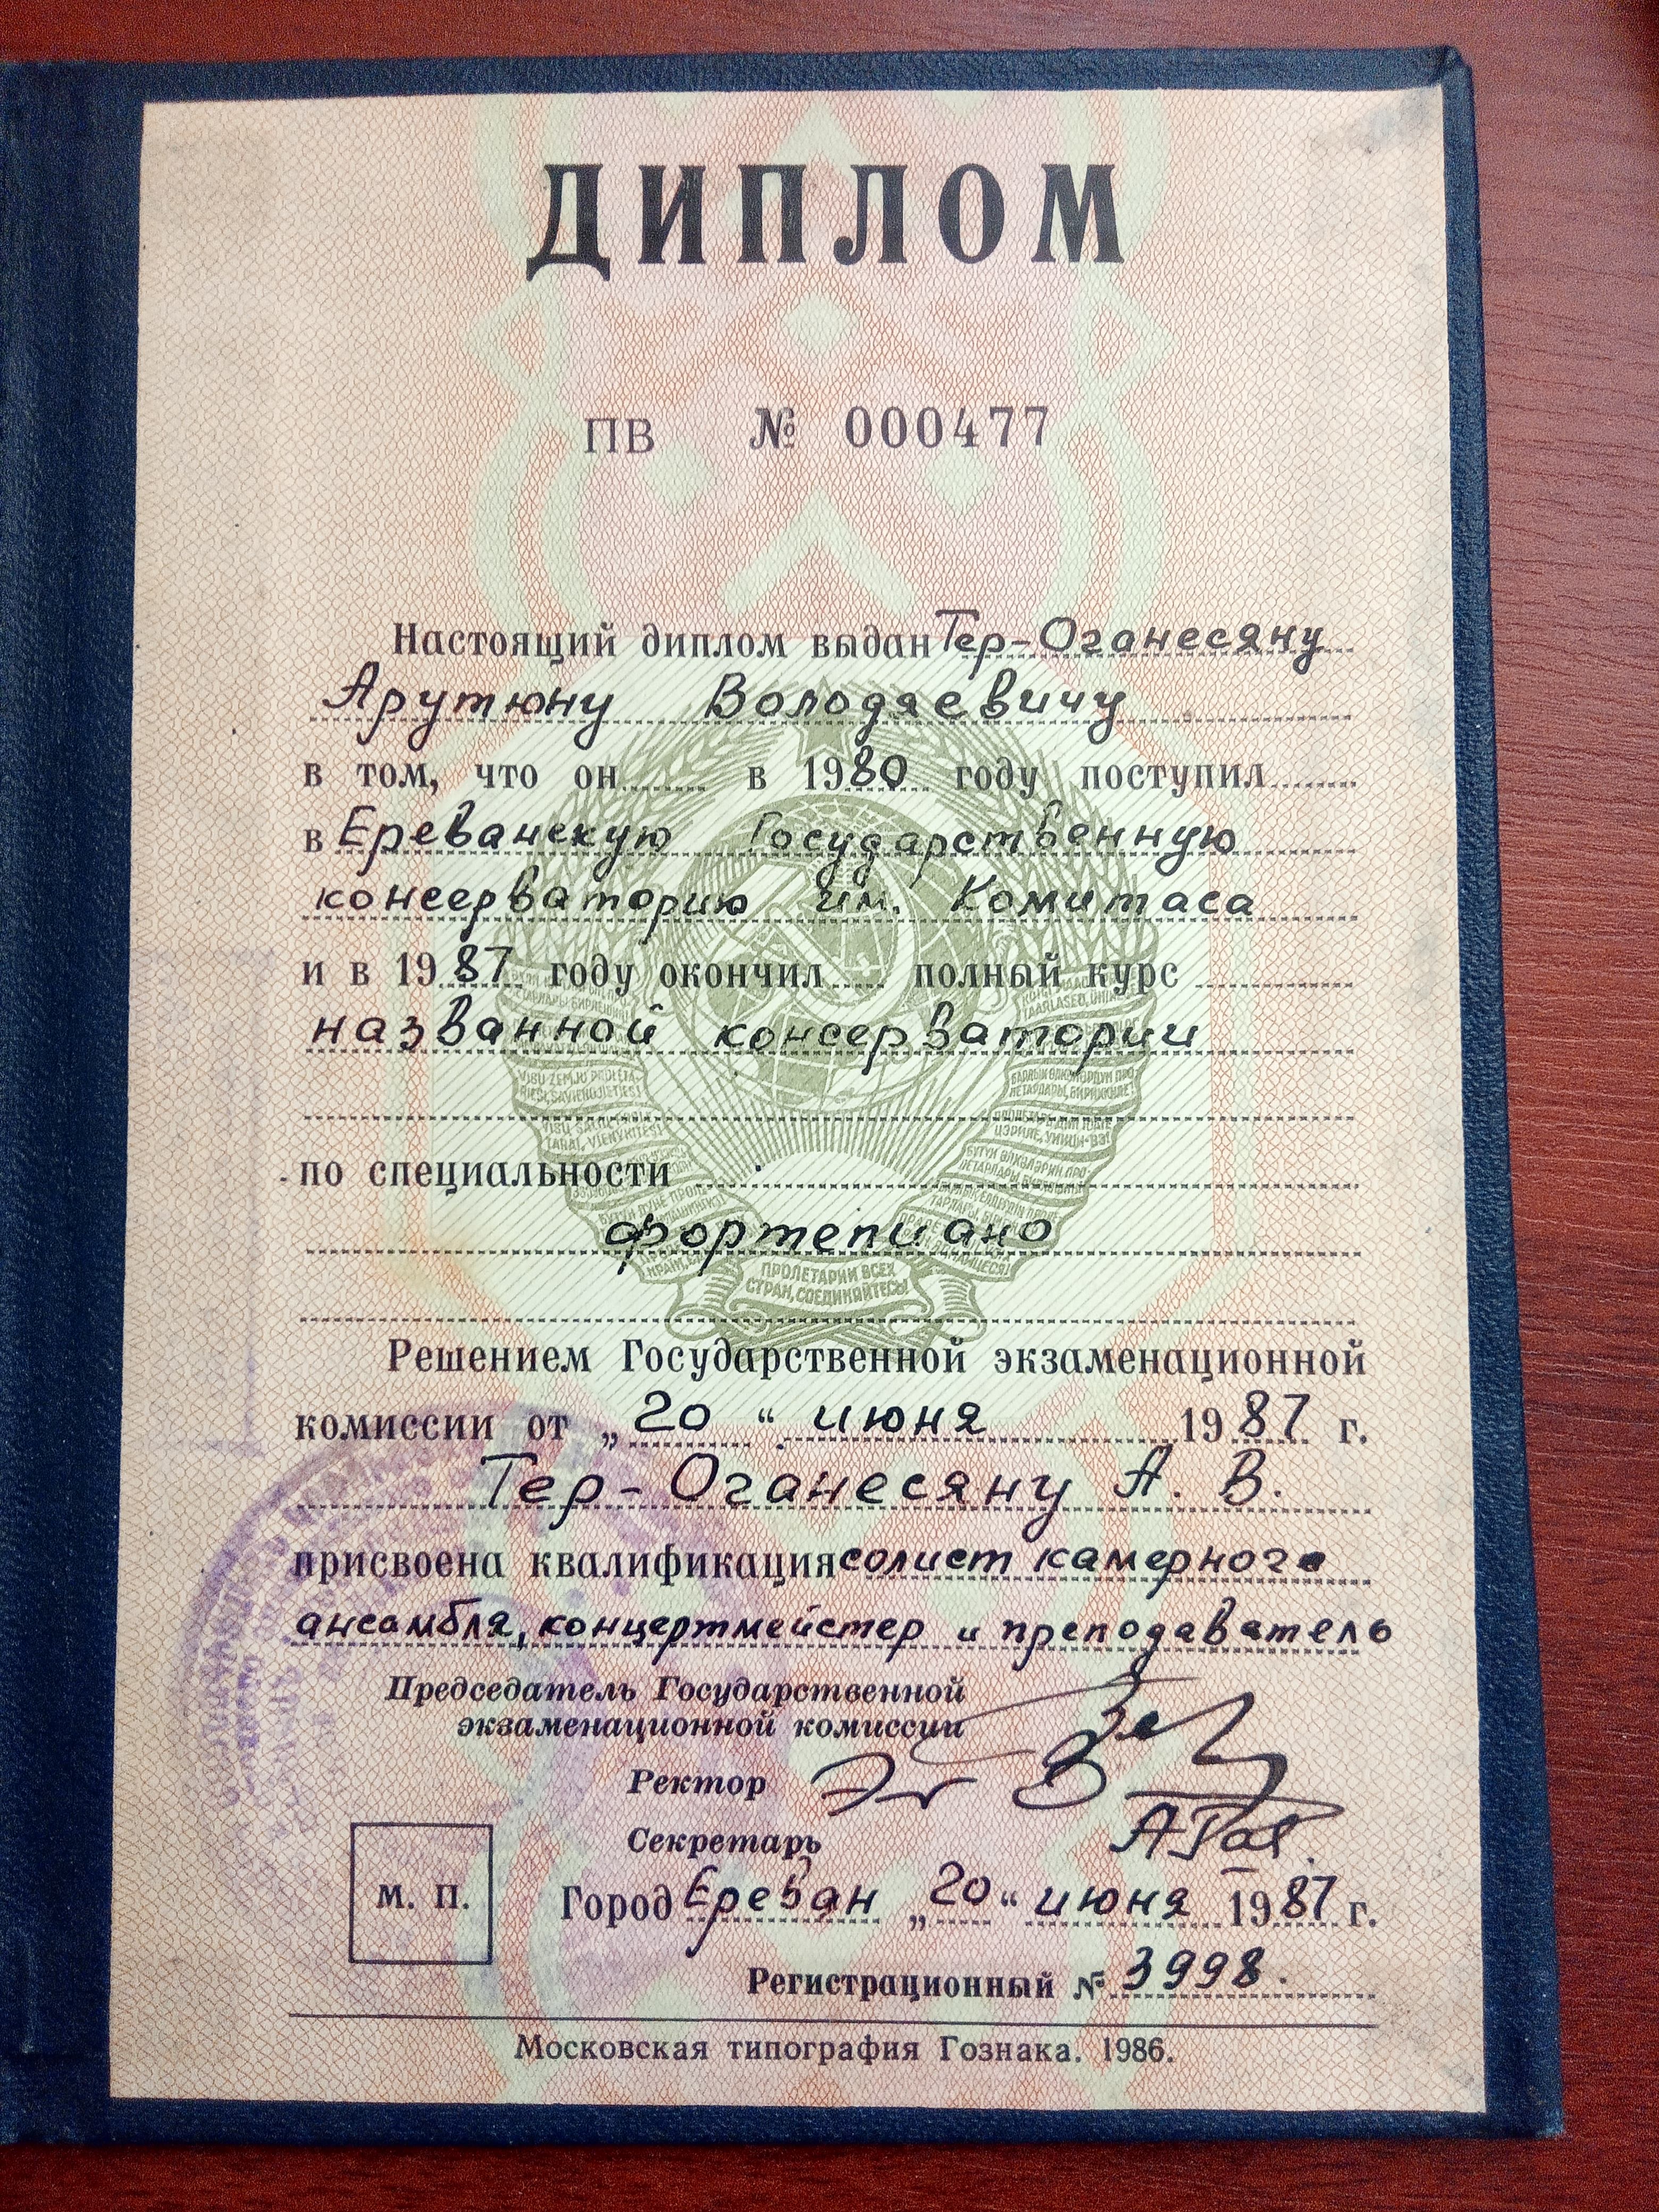 ДИПЛОМ
ПВ № 000477
Настоящий диплом выдан Тер-Оганесяну
Арутюну Володяевичу
в том, что он в 1980 году поступил
в Ереванскую Государственную
консерваторию им. Комитаса
и в 1987 году окончил полный курс
названной консерватории
по специальности
фортепиано
ПРОЛЕТАРИИ ВСЕХ
СТРАН, СОЕДИНЯЙТЕСЬ!
Решением Государственной экзаменационной
комиссии от „20“ июня 1987 г.
Тер-Оганесяну А. В.
присвоена квалификация солист камерного
ансамбля, концертмейстер и преподаватель
Председатель Государственной
экзаменационной комиссии
Ректор
Секретарь
М. П.
Город Ереван „20“ июня 1987 г.
Регистрационный № 3998.
Московская типография Гознака. 1986.